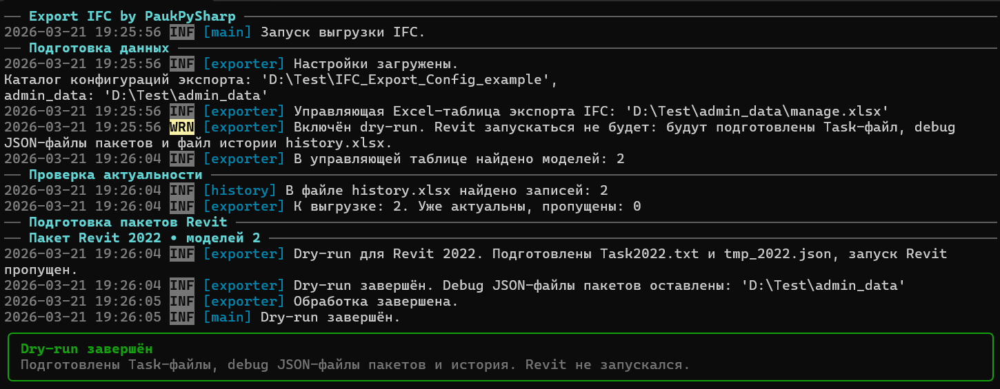 Export IFC by PaukPySharp
2026-03-21 19:25:56 INF [main] Запуск выгрузки IFC.
Подготовка данных
2026-03-21 19:25:56 INF [exporter] Настройки загружены.
Каталог конфигураций экспорта: 'D:\Test\IFC_Export_Config_example',
admin_data: 'D:\Test\admin_data'
2026-03-21 19:25:56 INF [exporter] Управляющая Excel-таблица экспорта IFC: 'D:\Test\admin_data\manage.xlsx'
2026-03-21 19:25:56 WRN [exporter] Включён dry-run. Revit запускаться не будет: будут подготовлены Task-файл, debug
JSON-файлы пакетов и файл истории history.xlsx.
2026-03-21 19:26:04 INF [exporter] В управляющей таблице найдено моделей: 2
Проверка актуальности
2026-03-21 19:26:04 INF [history] В файле history.xlsx найдено записей: 2
2026-03-21 19:26:04 INF [exporter] К выгрузке: 2. Уже актуальны, пропущены: 0
Подготовка пакетов Revit
Пакет Revit 2022 • моделей 2
2026-03-21 19:26:04 INF [exporter] Dry-run для Revit 2022. Подготовлены Task2022.txt и tmp_2022.json, запуск Revit
пропущен.
2026-03-21 19:26:04 INF [exporter] Dry-run завершён. Debug JSON-файлы пакетов оставлены: 'D:\Test\admin_data'
2026-03-21 19:26:05 INF [exporter] Обработка завершена.
2026-03-21 19:26:05 INF [main] Dry-run завершён.
Dry-run завершён
Подготовлены Task-файлы, debug JSON-файлы пакетов и история. Revit не запускался.